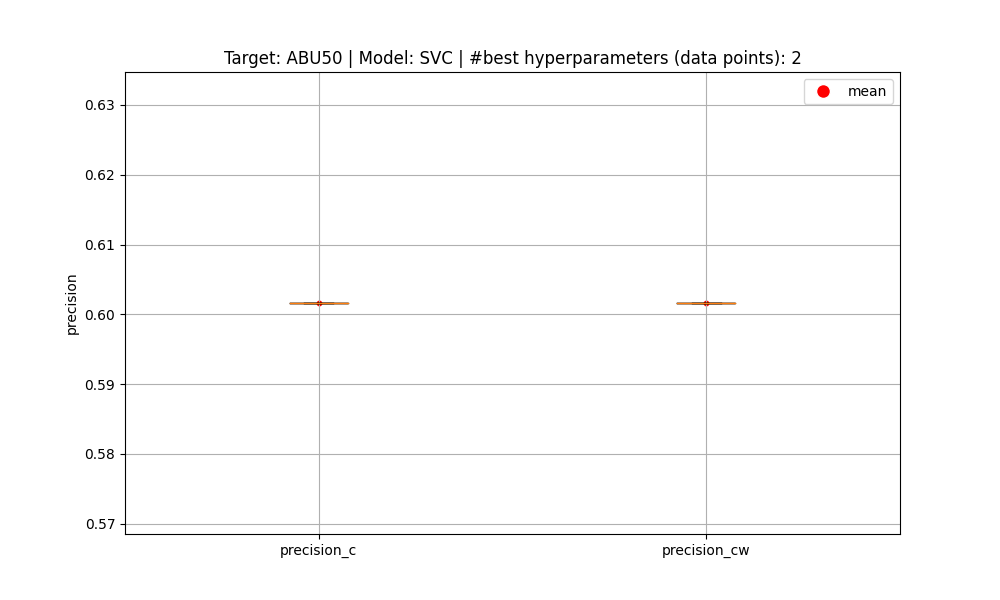 Target: ABU50 | Model: SVC | #best hyperparameters (data points): 2
mean
0.63
0.62
0.61
0.60
0.59
0.58
0.57
precision
precision_c
precision_cw